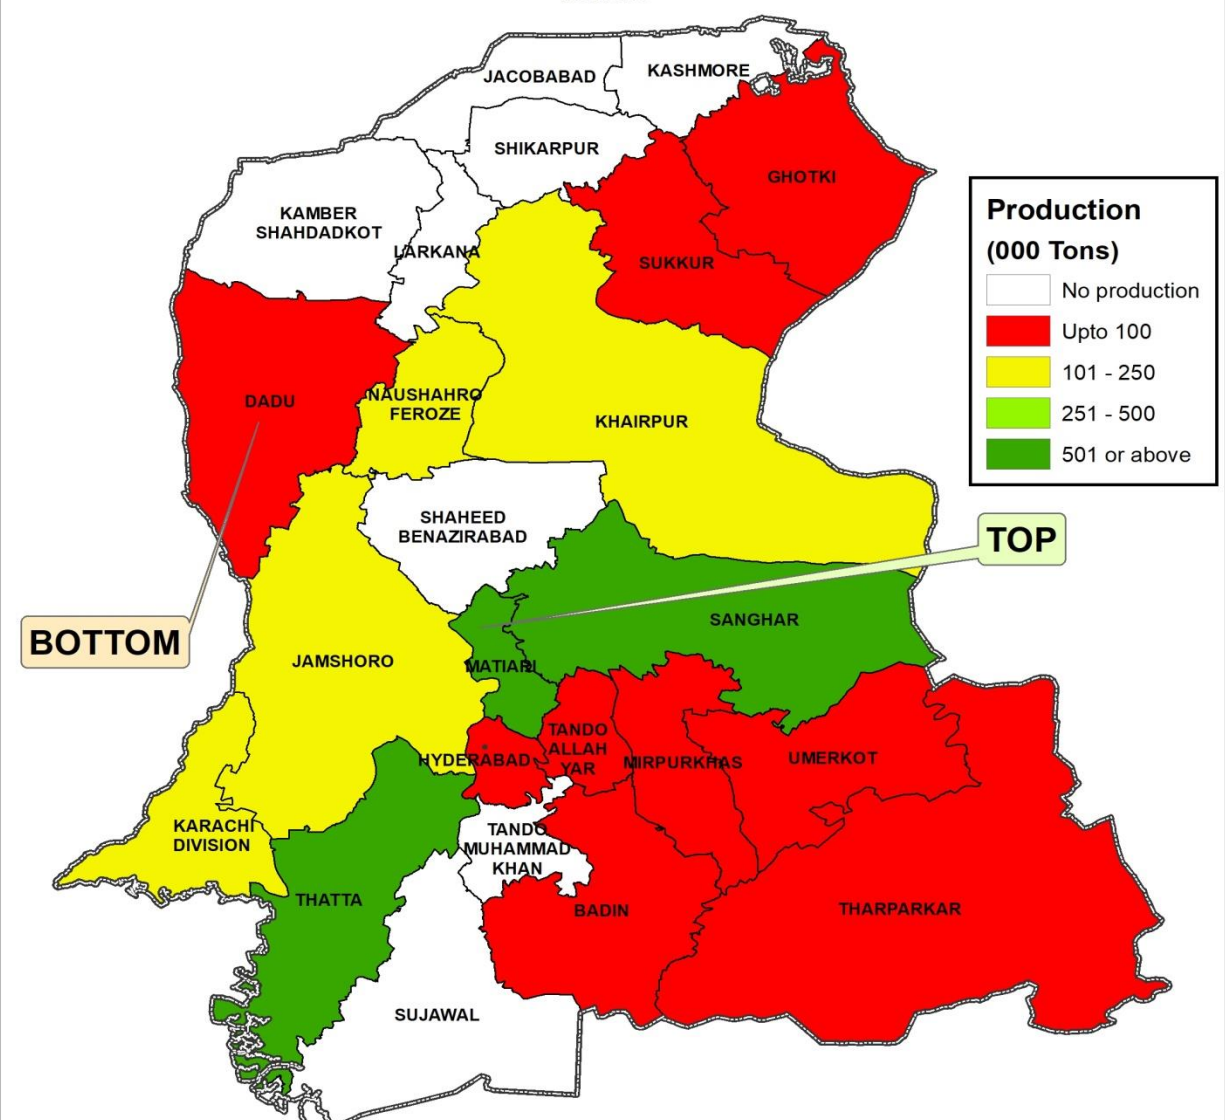 JACOBABAD
KASHMORE
SHIKARPUR
GHOTKI
KAMBER
SHAHDADKOT
LARKANA
SUKKUR
DADU
NAUSHAHRO
FEROZE
KHAIRPUR
SHAHEED
BENAZIRABAD
SANGHAR
JAMSHORO
MATIARI
HYDERABAD
TANDO
ALLAH
YAR
MIRPURKHAS
UMERKOT
KARACHI
DIVISION
TANDO
MUHAMMAD
KHAN
THATTA
BADIN
THARPARKAR
SUJAWAL
TOP
BOTTOM
Production
(000 Tons)
No production
Upto 100
101 - 250
251 - 500
501 or above